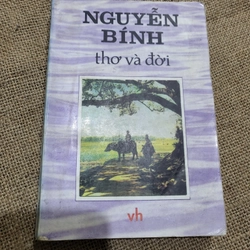 NGUYỄN
BÍNH
thơ và đời
vh